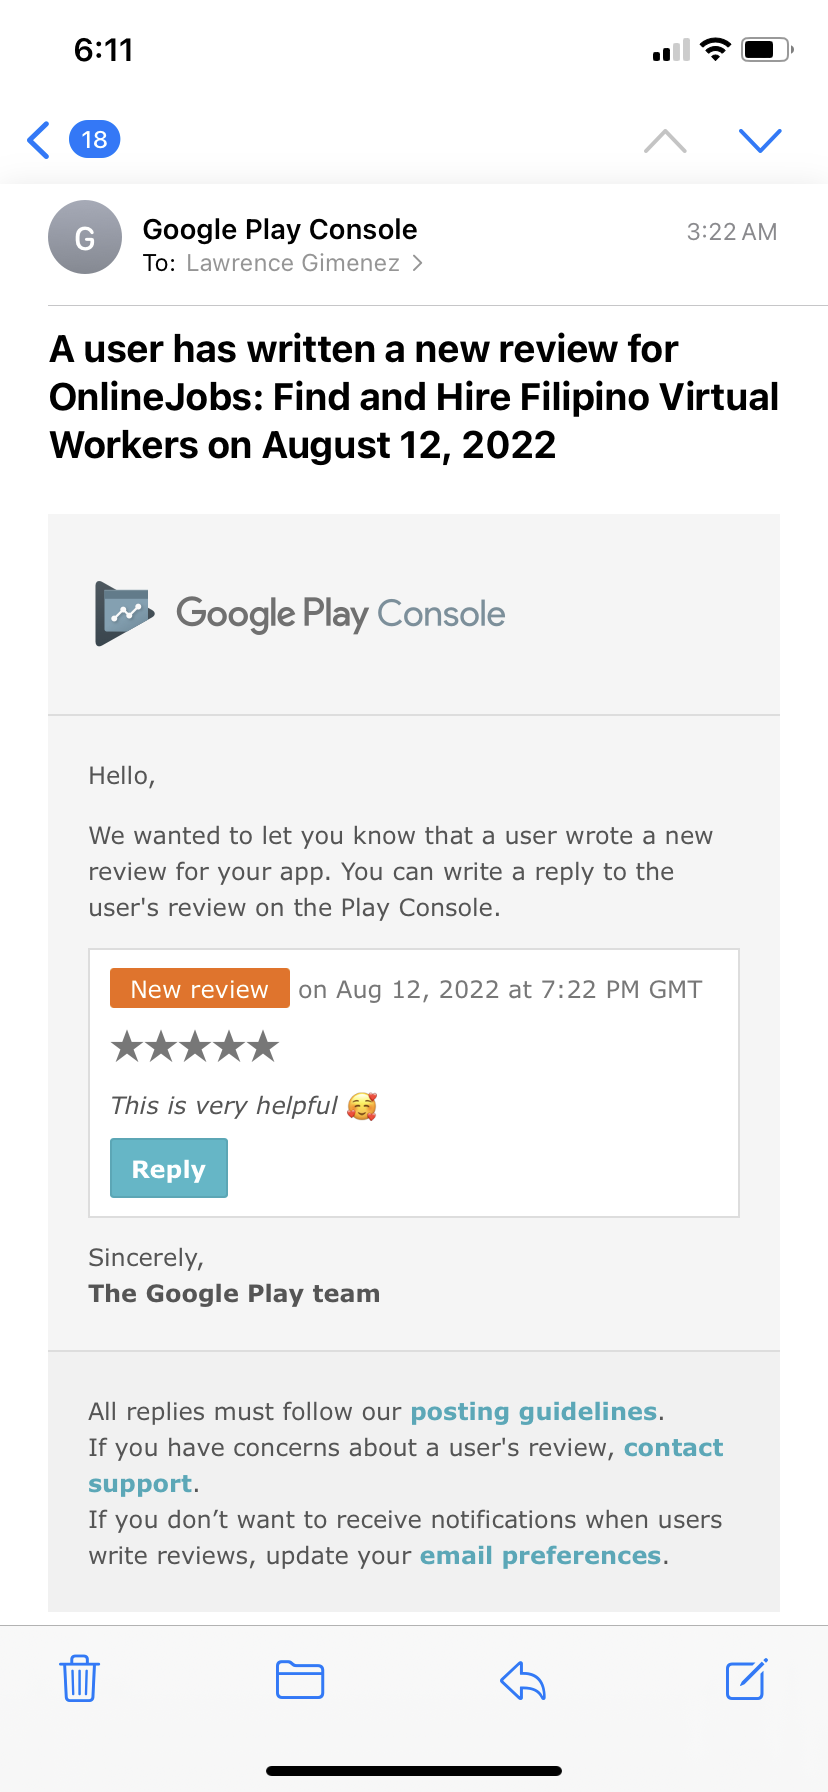 6:11
18
G
Google Play Console
3:22 AM
To: Lawrence Gimenez >
A user has written a new review for
OnlineJobs: Find and Hire Filipino Virtual
Workers on August 12, 2022
Google Play Console
Hello,
We wanted to let you know that a user wrote a new
review for your app. You can write a reply to the
user's review on the Play Console.
New review on Aug 12, 2022 at 7:22 PM GMT
★★★★★
This is very helpful 🥰
Reply
Sincerely,
The Google Play team
All replies must follow our posting guidelines.
If you have concerns about a user's review, contact
support.
If you don’t want to receive notifications when users
write reviews, update your email preferences.